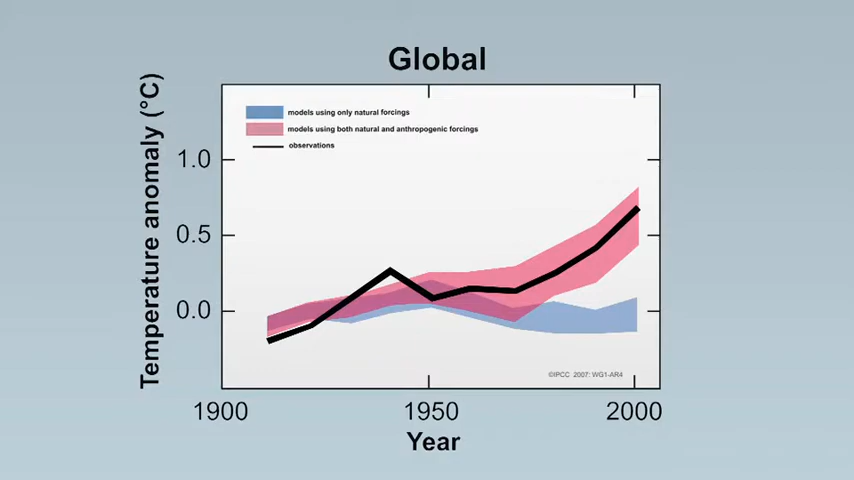 Global
Temperature anomaly (°C)
models using only natural forcings
models using both natural and anthropogenic forcings
observations
1.0
0.5
0.0
©IPCC 2007: WG1-AR4
1900
1950
2000
Year